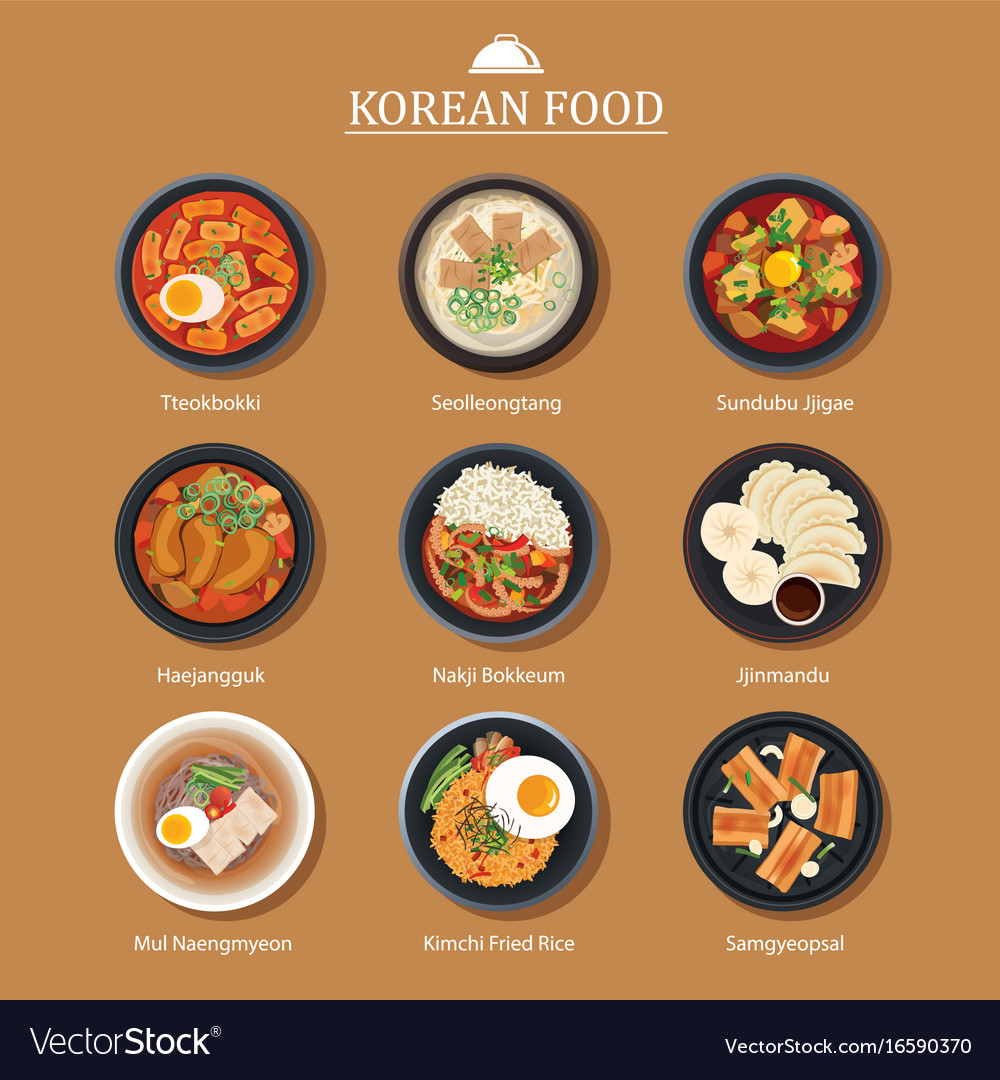 KOREAN FOOD
Tteokbokki
Seolleongtang
Sundubu Jjigae
Haejangguk
Nakji Bokkeum
Jjinmandu
Mul Naengmyeon
Kimchi Fried Rice
Samgyeopsal
VectorStock®
VectorStock.com/16590370